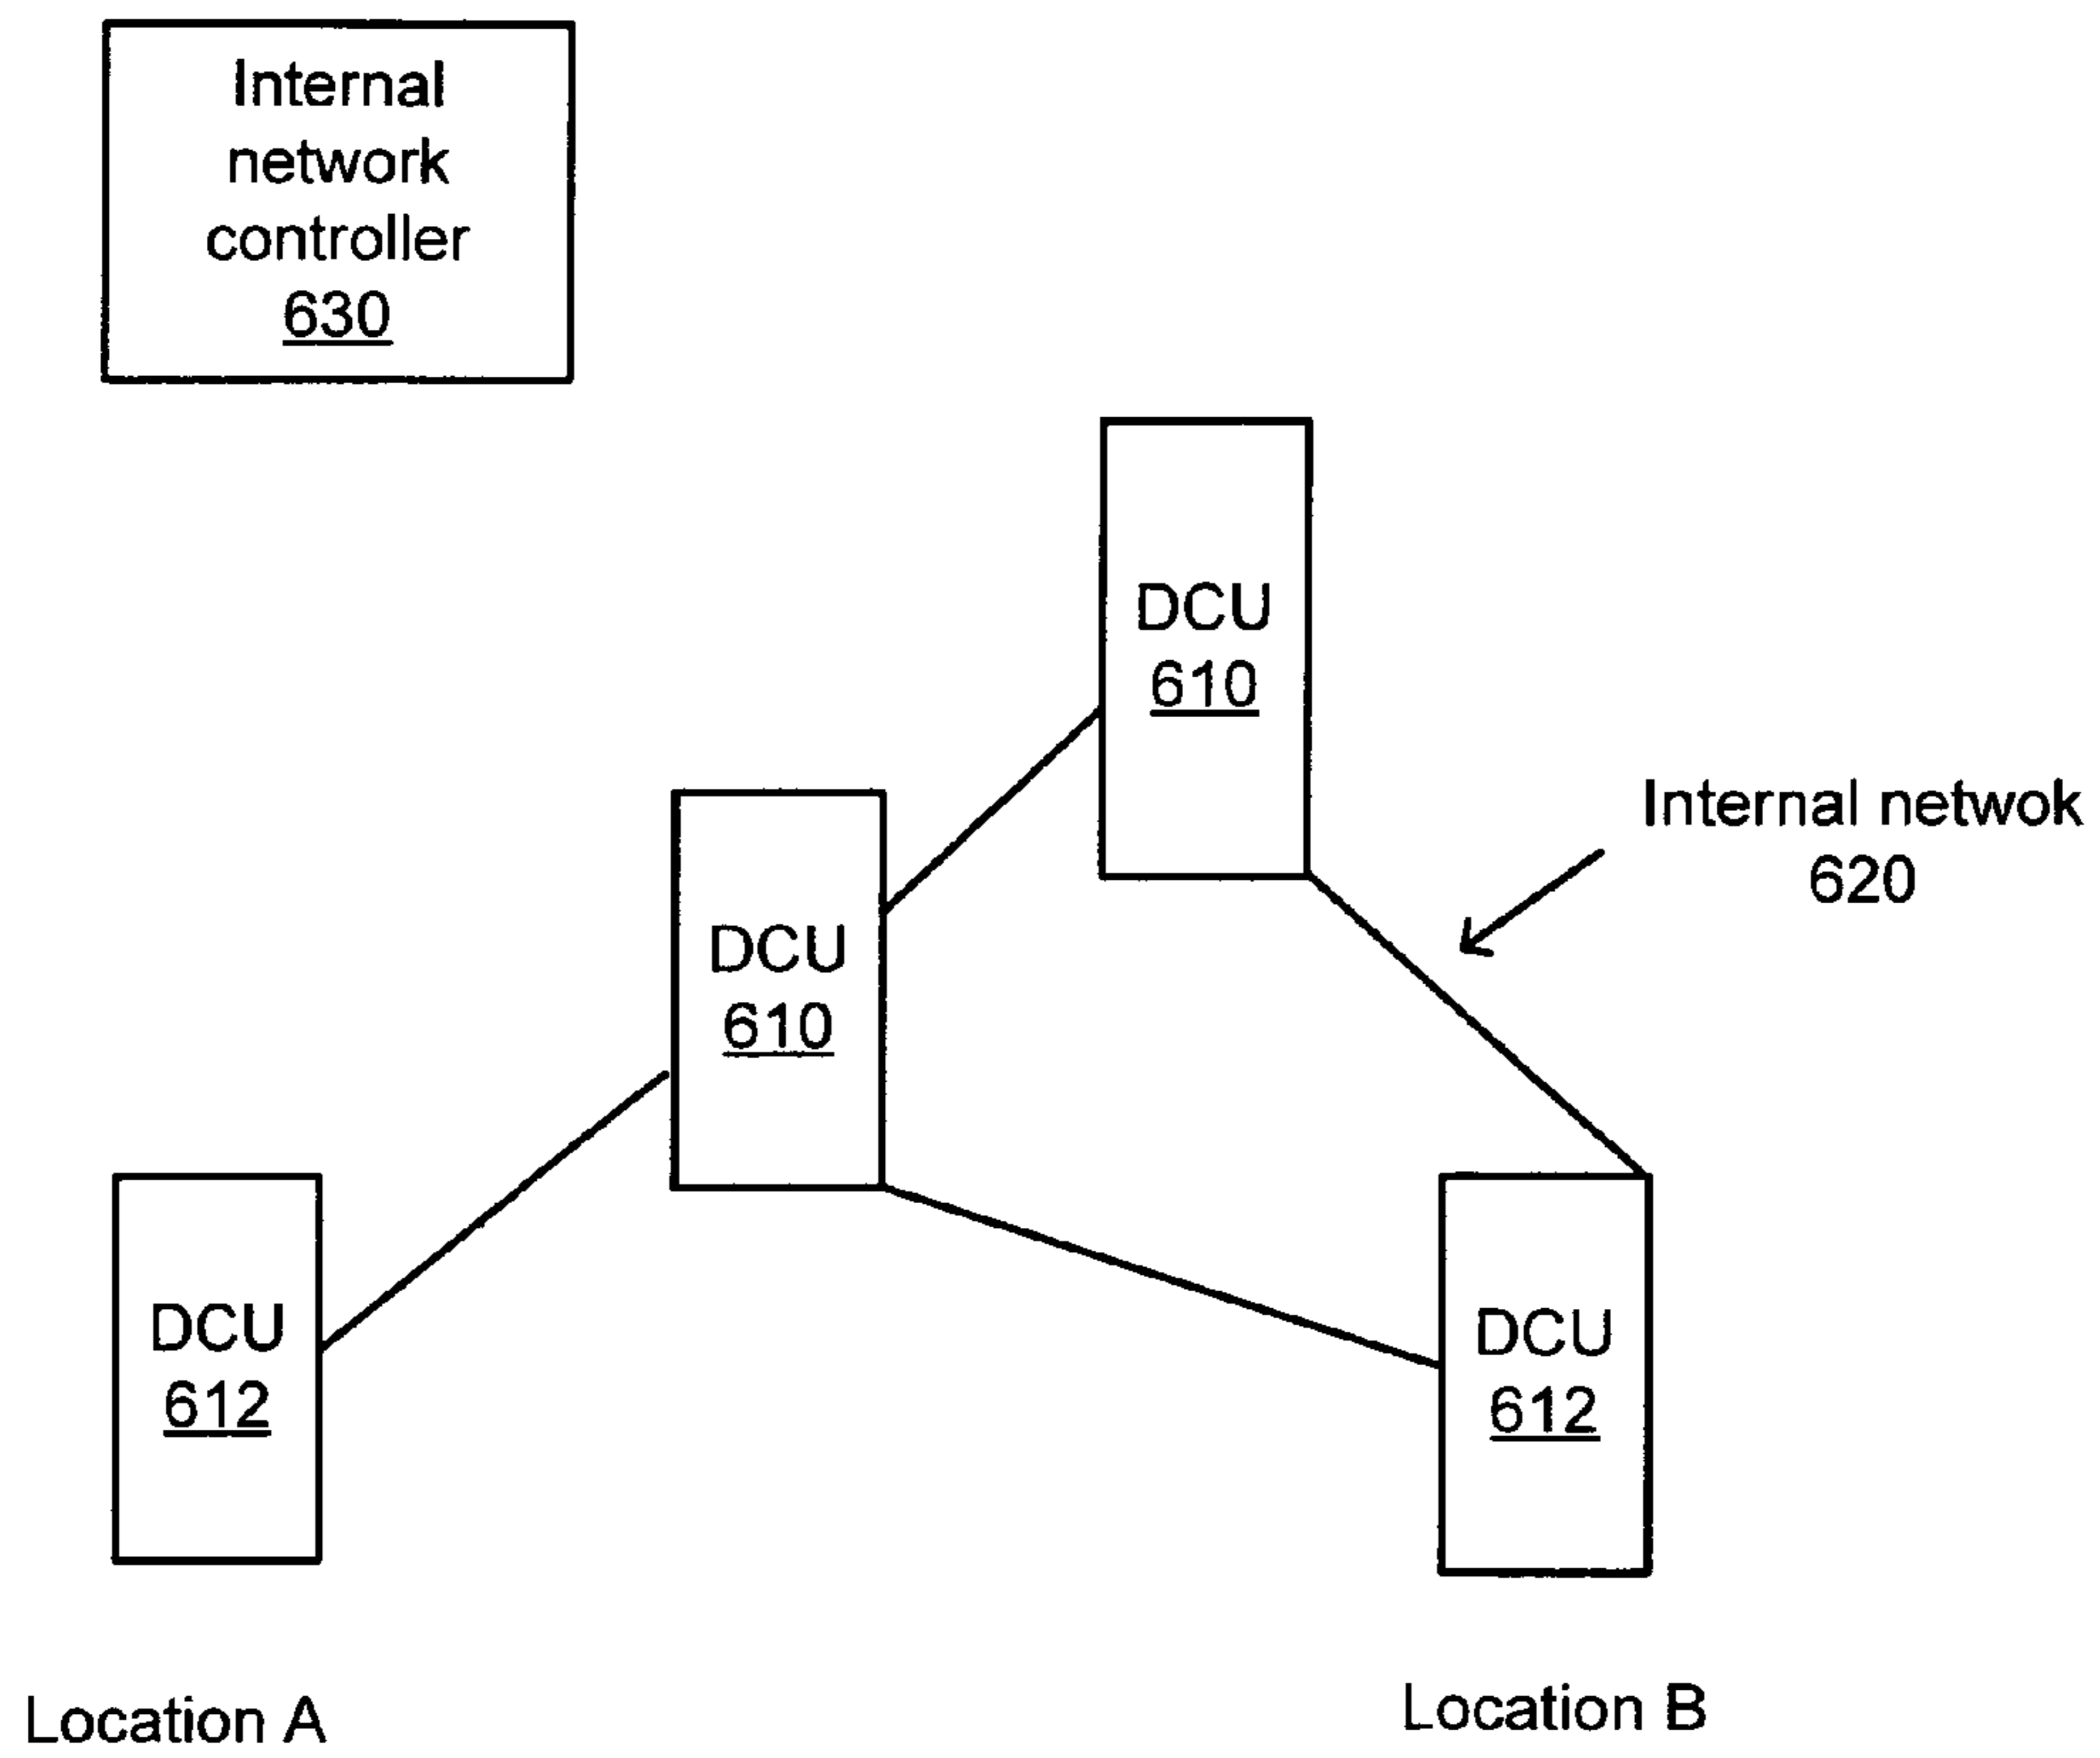 Internal
network
controller
630
DCU
610
Internal netwok
620
DCU
610
DCU
612
DCU
612
Location A
Location B